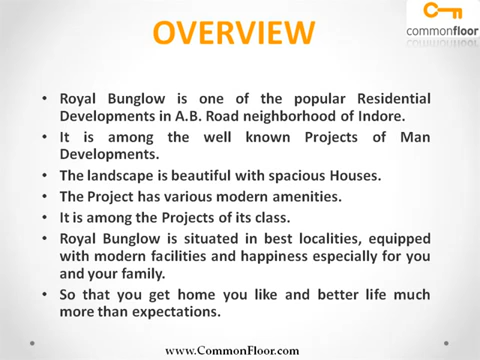 OVERVIEW
commonfloor
• Royal Bunglow is one of the popular Residential
Developments in A.B. Road neighborhood of Indore.
• It is among the well known Projects of Man
Developments.
• The landscape is beautiful with spacious Houses.
• The Project has various modern amenities.
• It is among the Projects of its class.
• Royal Bunglow is situated in best localities, equipped
with modern facilities and happiness especially for you
and your family.
• So that you get home you like and better life much
more than expectations.
www.CommonFloor.com